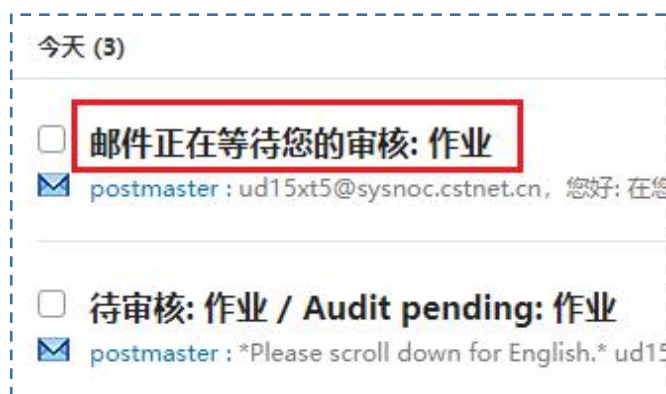 今天 (3)
邮件正在等待您的审核: 作业
postmaster : ud15xt5@sysnoc.cstnet.cn，您好: 在您
待审核: 作业 / Audit pending: 作业
postmaster : *Please scroll down for English.* ud15